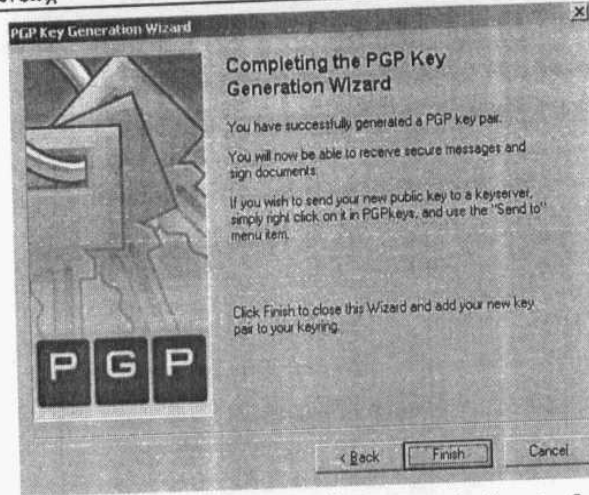 PGP Key Generation Wizard
Completing the PGP Key
Generation Wizard
You have successfully generated a PGP key pair.
You will now be able to receive secure messages and
sign documents.
If you wish to send your new public key to a keyserver,
simply right click on it in PGPkeys, and use the "Send to"
menu item.
Click Finish to close this Wizard and add your new key
pair to your keyring.
PGP
< Back
Finish
Cancel